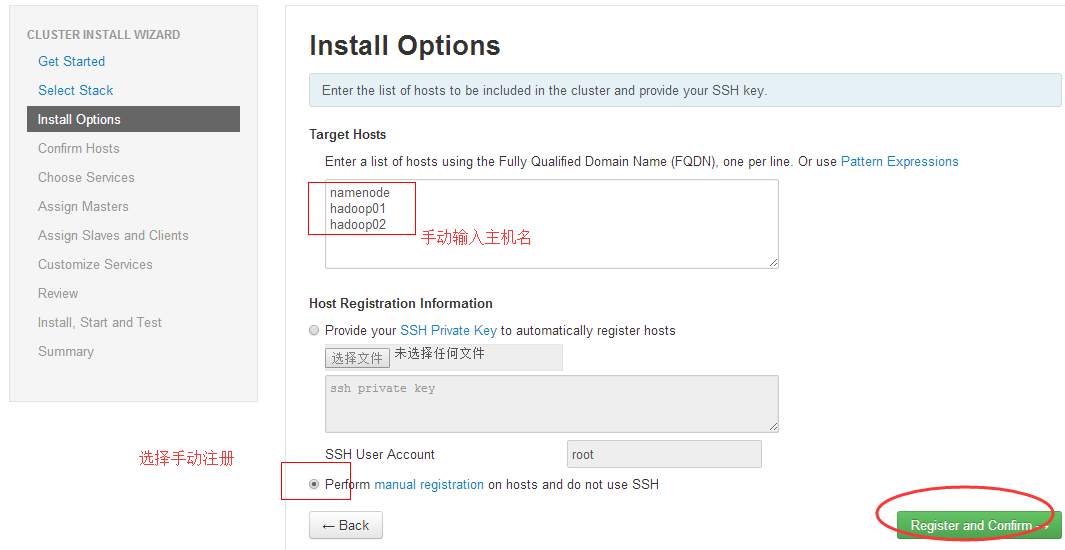 CLUSTER INSTALL WIZARD
Get Started
Select Stack
Install Options
Confirm Hosts
Choose Services
Assign Masters
Assign Slaves and Clients
Customize Services
Review
Install, Start and Test
Summary
选择手动注册
Install Options
Enter the list of hosts to be included in the cluster and provide your SSH key.
Target Hosts
Enter a list of hosts using the Fully Qualified Domain Name (FQDN), one per line. Or use Pattern Expressions
namenode
hadoop01
hadoop02
手动输入主机名
Host Registration Information
Provide your SSH Private Key to automatically register hosts
选择文件 未选择任何文件
ssh private key
SSH User Account root
Perform manual registration on hosts and do not use SSH
← Back
Register and Confirm →